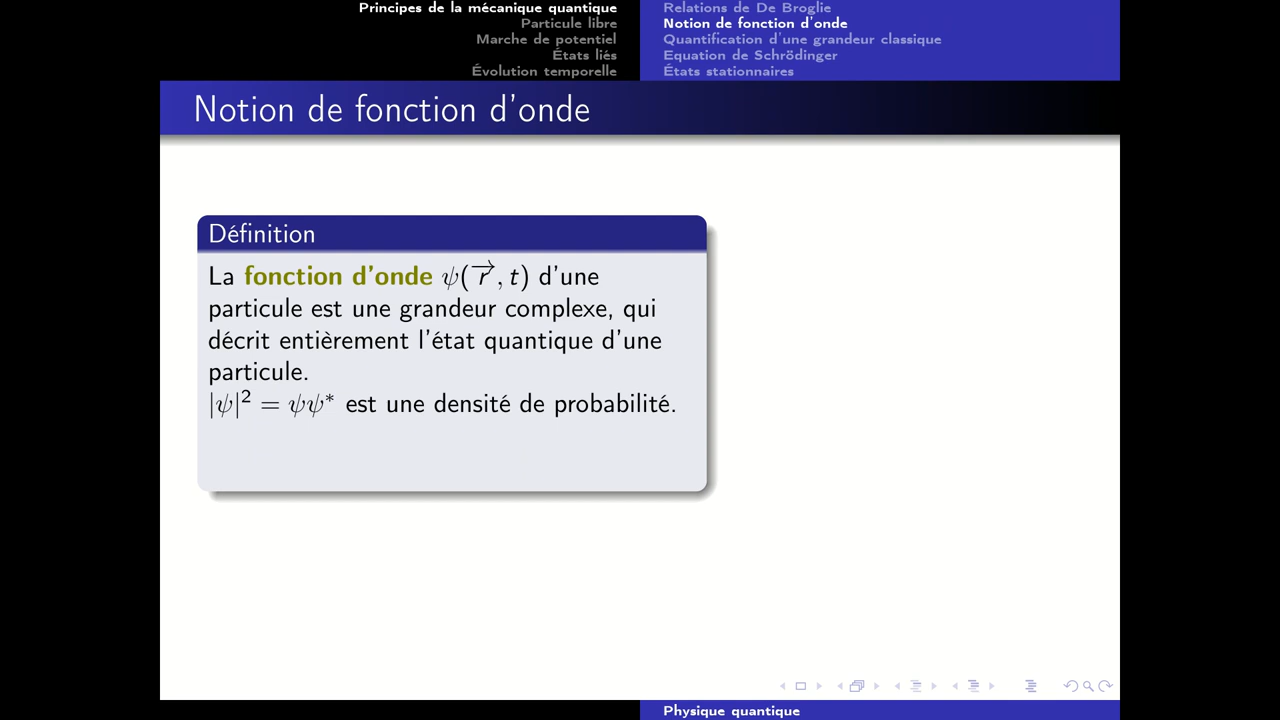 Principes de la mécanique quantique
Particule libre
Marche de potentiel
États liés
Évolution temporelle
Relations de De Broglie
Notion de fonction d'onde
Quantification d'une grandeur classique
Equation de Schrödinger
États stationnaires
Notion de fonction d'onde
Définition
La fonction d'onde ψ(r⃗, t) d'une
particule est une grandeur complexe, qui
décrit entièrement l'état quantique d'une
particule.
|ψ|² = ψψ* est une densité de probabilité.
Physique quantique